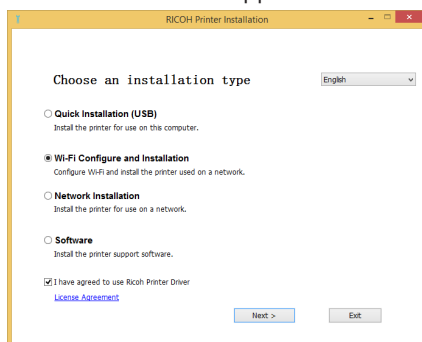 RICOH Printer Installation
Choose an installation type
English
Quick Installation (USB)
Install the printer for use on this computer.
Wi-Fi Configure and Installation
Configure Wi-Fi and install the printer used on a network.
Network Installation
Install the printer for use on a network.
Software
Install the printer support software.
I have agreed to use Ricoh Printer Driver
License Agreement
Next >
Exit